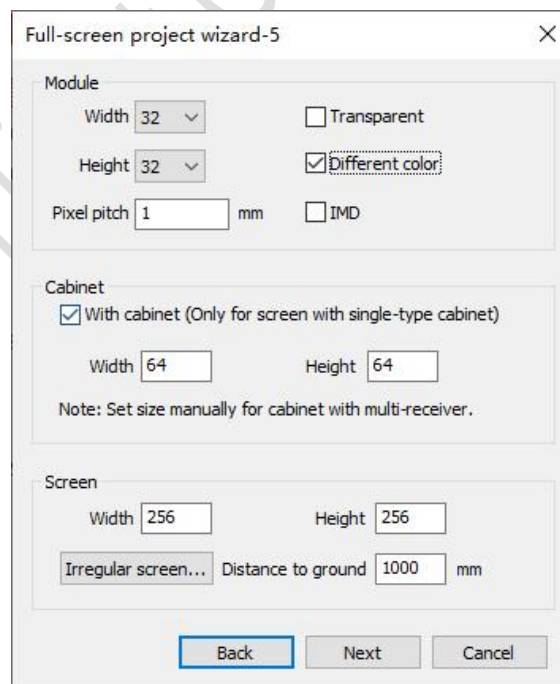 Full-screen project wizard-5
Module
Width 32
Transparent
Height 32
Different color
Pixel pitch 1 mm
IMD
Cabinet
With cabinet (Only for screen with single-type cabinet)
Width 64 Height 64
Note: Set size manually for cabinet with multi-receiver.
Screen
Width 256 Height 256
Irregular screen... Distance to ground 1000 mm
Back Next Cancel